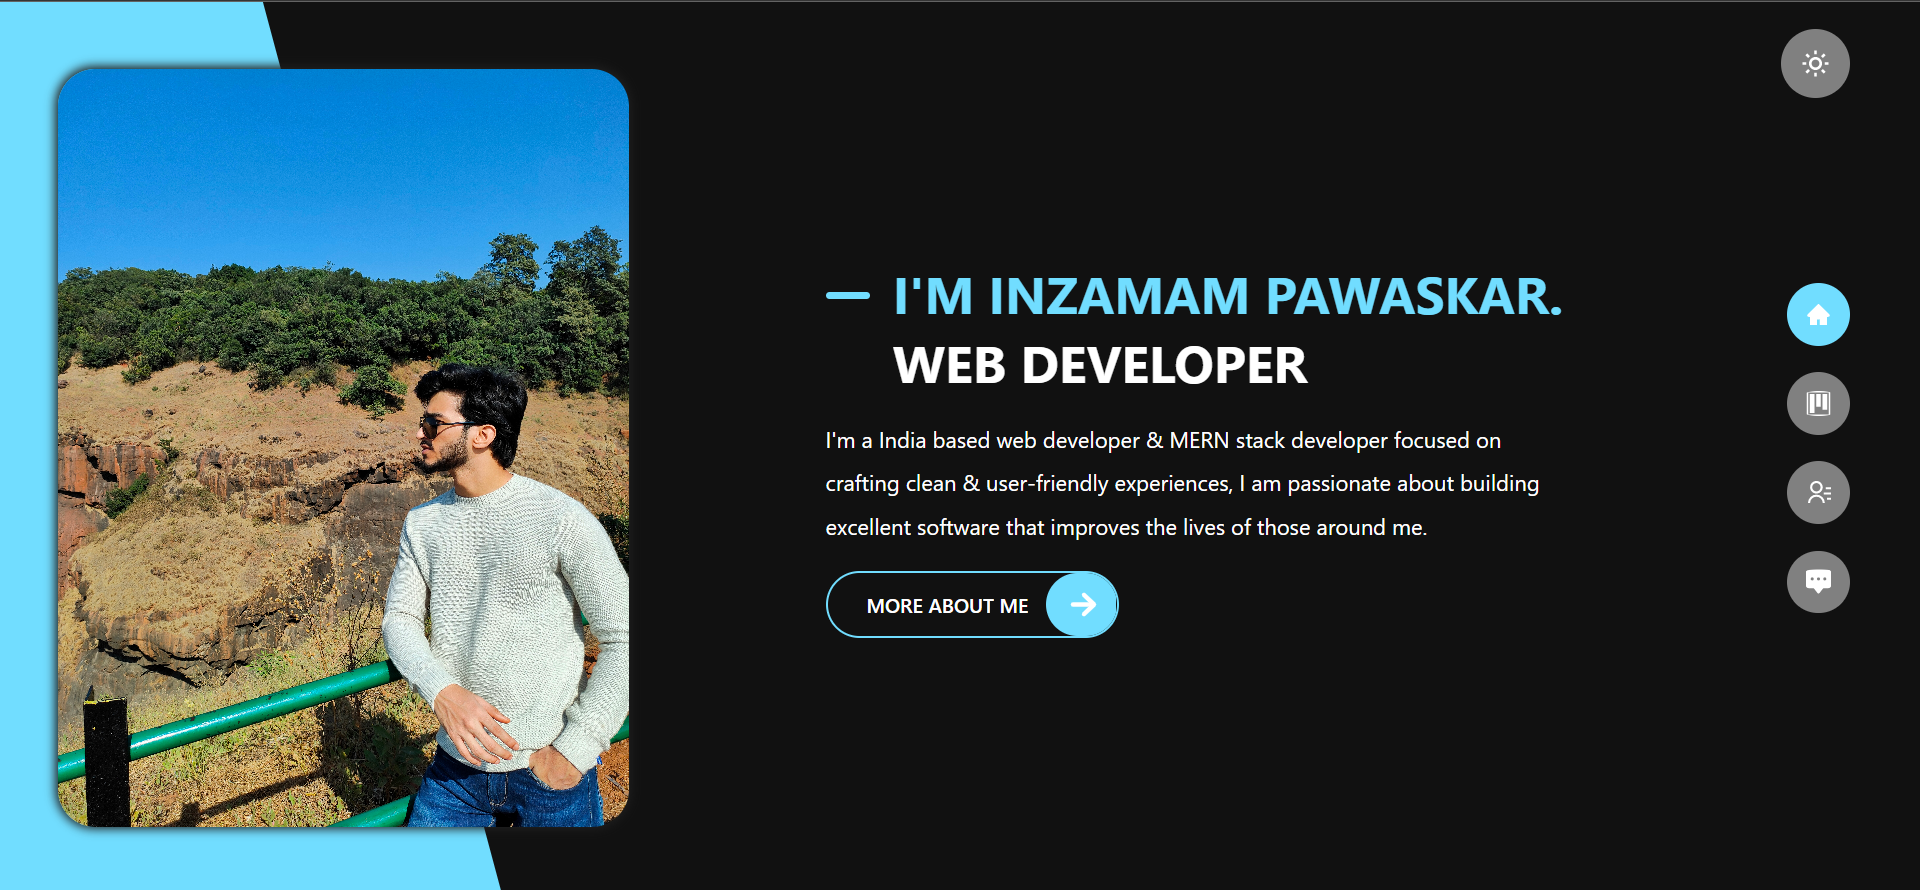 I'M INZAMAM PAWASKAR.
WEB DEVELOPER
I'm a India based web developer & MERN stack developer focused on
crafting clean & user-friendly experiences, I am passionate about building
excellent software that improves the lives of those around me.
MORE ABOUT ME